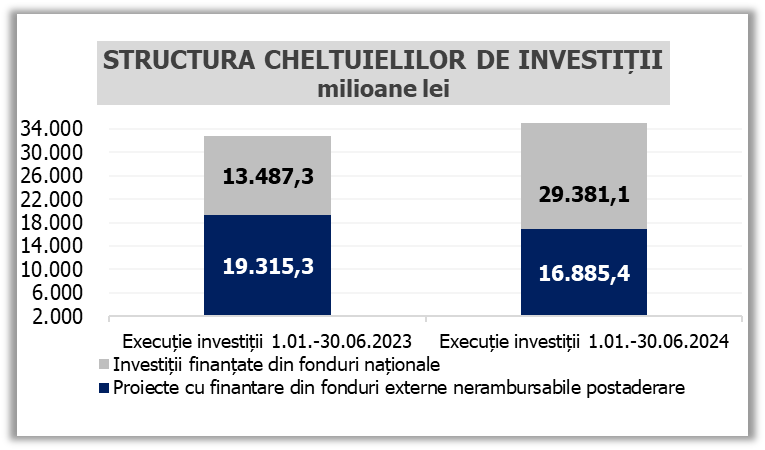 STRUCTURA CHELTUIELILOR DE INVESTIȚII
milioane lei
34.000
30.000
26.000
22.000
18.000
14.000
10.000
6.000
2.000
13.487,3
29.381,1
19.315,3
16.885,4
Execuție investiții 1.01.-30.06.2023
Execuție investiții 1.01.-30.06.2024
Investiții finanțate din fonduri naționale
Proiecte cu finantare din fonduri externe nerambursabile postaderare